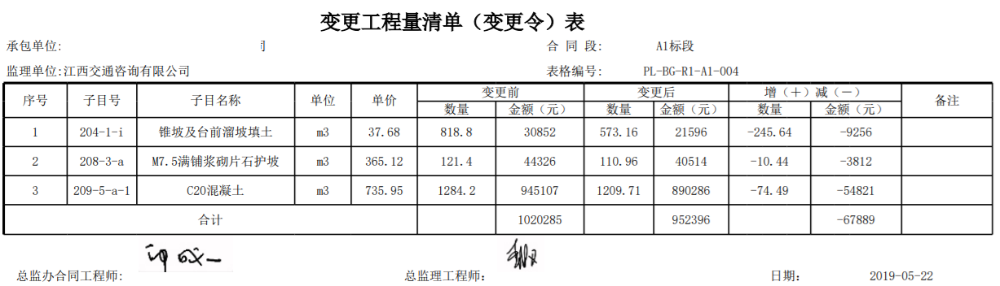 变更工程量清单（变更令）表
承包单位: 司 合 同 段: A1标段
监理单位:江西交通咨询有限公司 表格编号: PL-BG-R1-A1-004
序号 子目号 子目名称 单位 单价 变更前 变更后 增（＋）减（－） 备注
数量 金额（元） 数量 金额（元） 数量 金额（元）
1 204-1-i 锥坡及台前溜坡填土 m3 37.68 818.8 30852 573.16 21596 -245.64 -9256
2 208-3-a M7.5满铺浆砌片石护坡 m3 365.12 121.4 44326 110.96 40514 -10.44 -3812
3 209-5-a-1 C20混凝土 m3 735.95 1284.2 945107 1209.71 890286 -74.49 -54821
合计 1020285 952396 -67889
总监办合同工程师: 总监理工程师: 日期: 2019-05-22